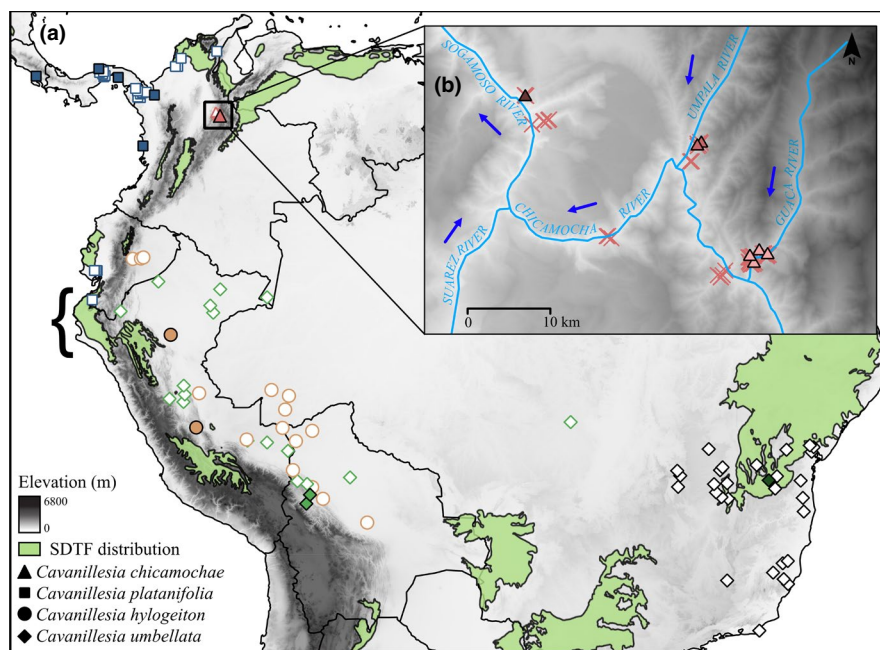 (a)
(b)
SOGAMOSO RIVER
UMPALA RIVER
N
GUACA RIVER
CHICAMOCHA RIVER
SUAREZ RIVER
0 10 km
{
Elevation (m)
6800
0
SDTF distribution
Cavanillesia chicamochae
Cavanillesia platanifolia
Cavanillesia hylogeiton
Cavanillesia umbellata